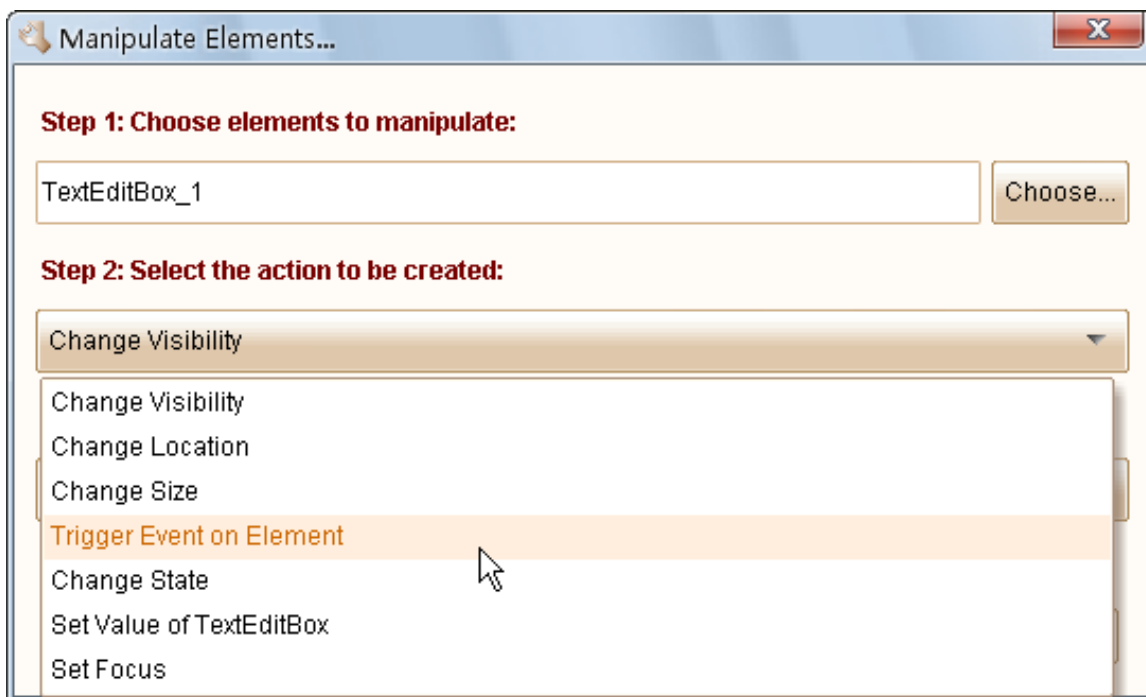 Manipulate Elements...
X
Step 1: Choose elements to manipulate:
TextEditBox_1
Choose...
Step 2: Select the action to be created:
Change Visibility
Change Visibility
Change Location
Change Size
Trigger Event on Element
Change State
Set Value of TextEditBox
Set Focus